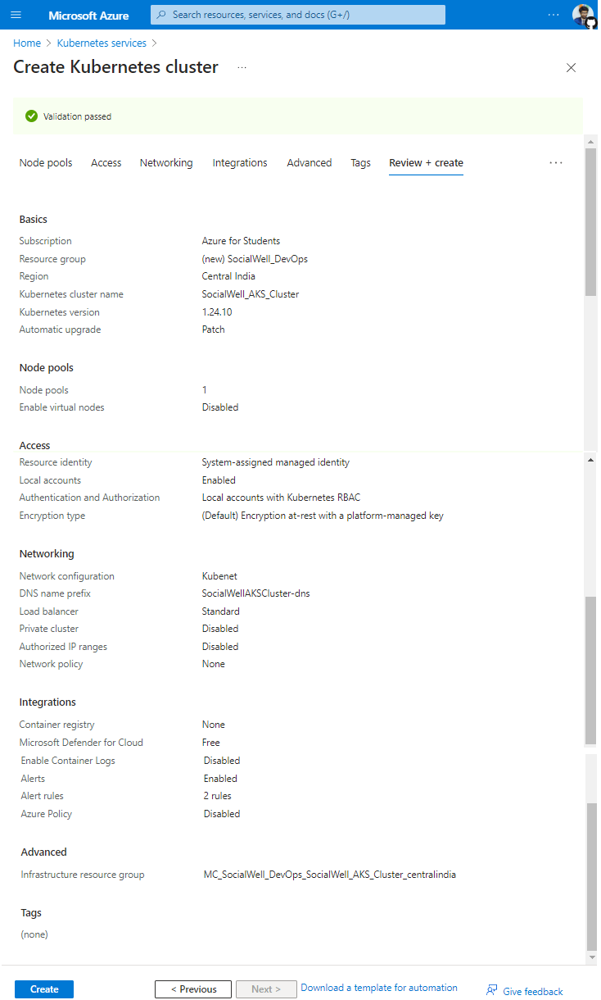 Microsoft Azure
Search resources, services, and docs (G+/)
Home > Kubernetes services >
Create Kubernetes cluster ...
Validation passed
Node pools Access Networking Integrations Advanced Tags Review + create ...
Basics
Subscription Azure for Students
Resource group (new) SocialWell_DevOps
Region Central India
Kubernetes cluster name SocialWell_AKS_Cluster
Kubernetes version 1.24.10
Automatic upgrade Patch
Node pools
Node pools 1
Enable virtual nodes Disabled
Access
Resource identity System-assigned managed identity
Local accounts Enabled
Authentication and Authorization Local accounts with Kubernetes RBAC
Encryption type (Default) Encryption at-rest with a platform-managed key
Networking
Network configuration Kubenet
DNS name prefix SocialWellAKSCluster-dns
Load balancer Standard
Private cluster Disabled
Authorized IP ranges Disabled
Network policy None
Integrations
Container registry None
Microsoft Defender for Cloud Free
Enable Container Logs Disabled
Alerts Enabled
Alert rules 2 rules
Azure Policy Disabled
Advanced
Infrastructure resource group MC_SocialWell_DevOps_SocialWell_AKS_Cluster_centralindia
Tags
(none)
Create < Previous Next > Download a template for automation Give feedback